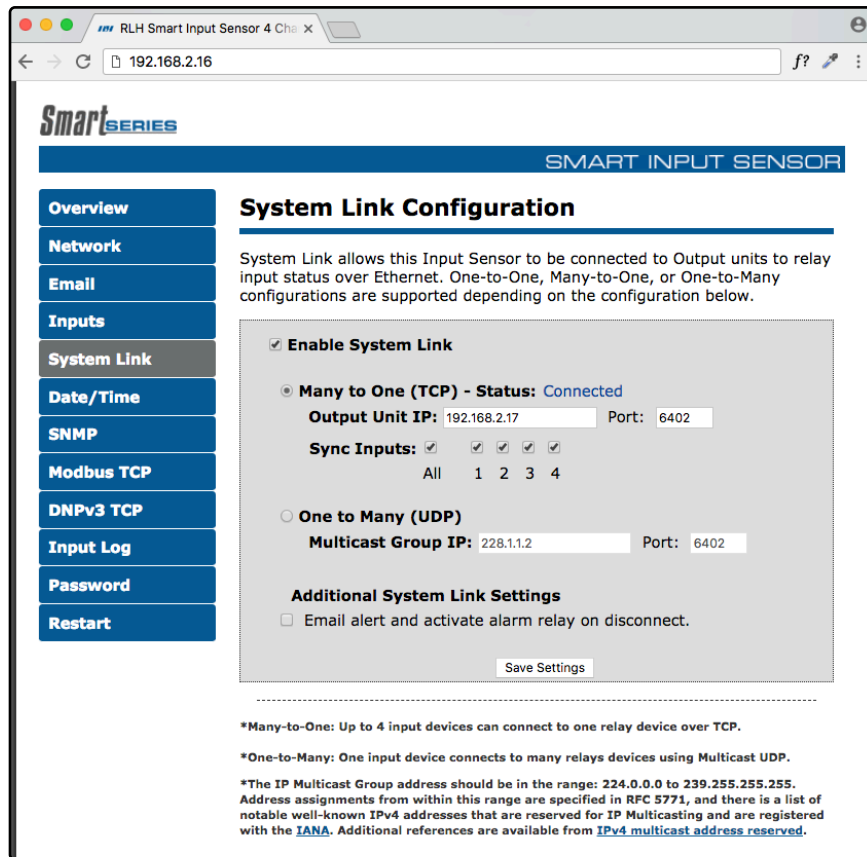 RLH Smart Input Sensor 4 Cha
192.168.2.16
f?
Smart SERIES
SMART INPUT SENSOR
Overview
Network
Email
Inputs
System Link
Date/Time
SNMP
Modbus TCP
DNPv3 TCP
Input Log
Password
Restart
System Link Configuration
System Link allows this Input Sensor to be connected to Output units to relay
input status over Ethernet. One-to-One, Many-to-One, or One-to-Many
configurations are supported depending on the configuration below.
Enable System Link
Many to One (TCP) - Status: Connected
Output Unit IP: 192.168.2.17 Port: 6402
Sync Inputs:
All 1 2 3 4
One to Many (UDP)
Multicast Group IP: 228.1.1.2 Port: 6402
Additional System Link Settings
Email alert and activate alarm relay on disconnect.
Save Settings
*Many-to-One: Up to 4 input devices can connect to one relay device over TCP.
*One-to-Many: One input device connects to many relays devices using Multicast UDP.
*The IP Multicast Group address should be in the range: 224.0.0.0 to 239.255.255.255.
Address assignments from within this range are specified in RFC 5771, and there is a list of
notable well-known IPv4 addresses that are reserved for IP Multicasting and are registered
with the IANA. Additional references are available from IPv4 multicast address reserved.